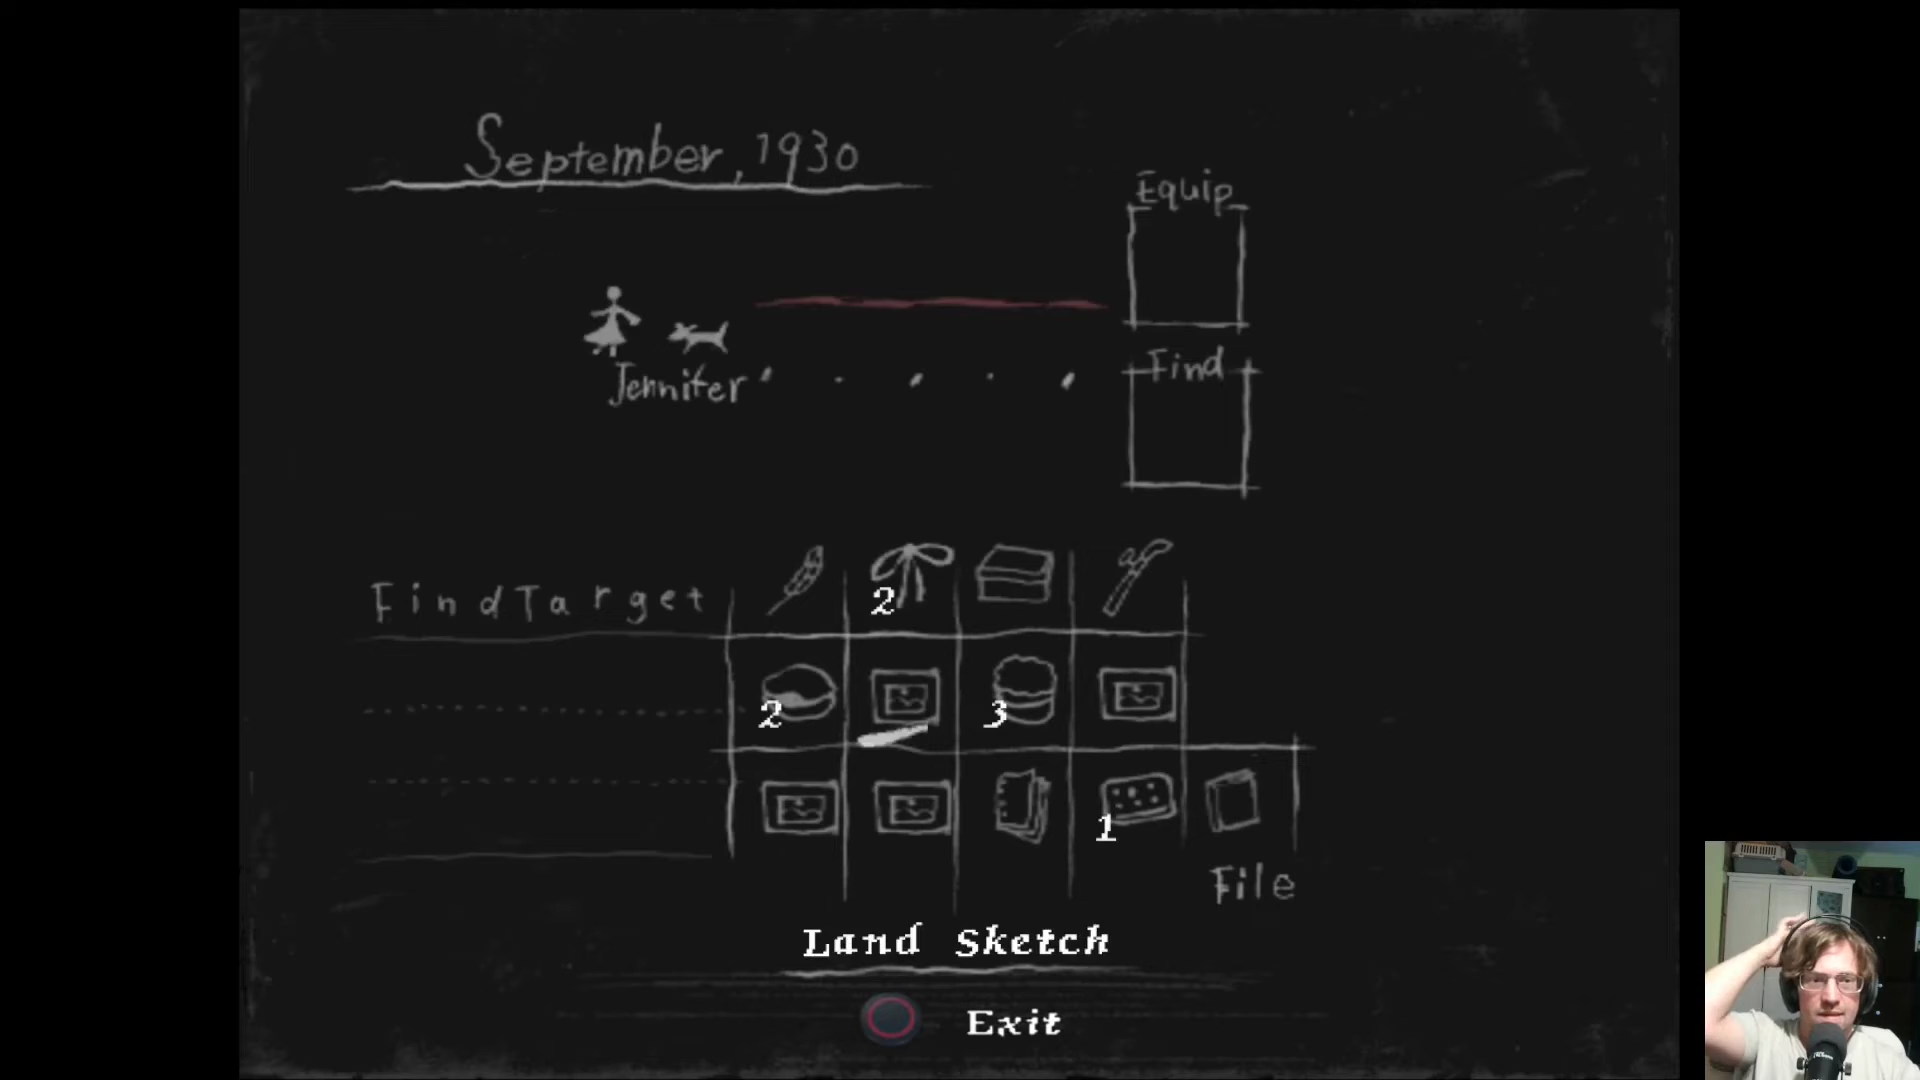 September, 1930
Equip
Find
Jennifer
FindTarget
2
2
3
1
File
Land Sketch
Exit